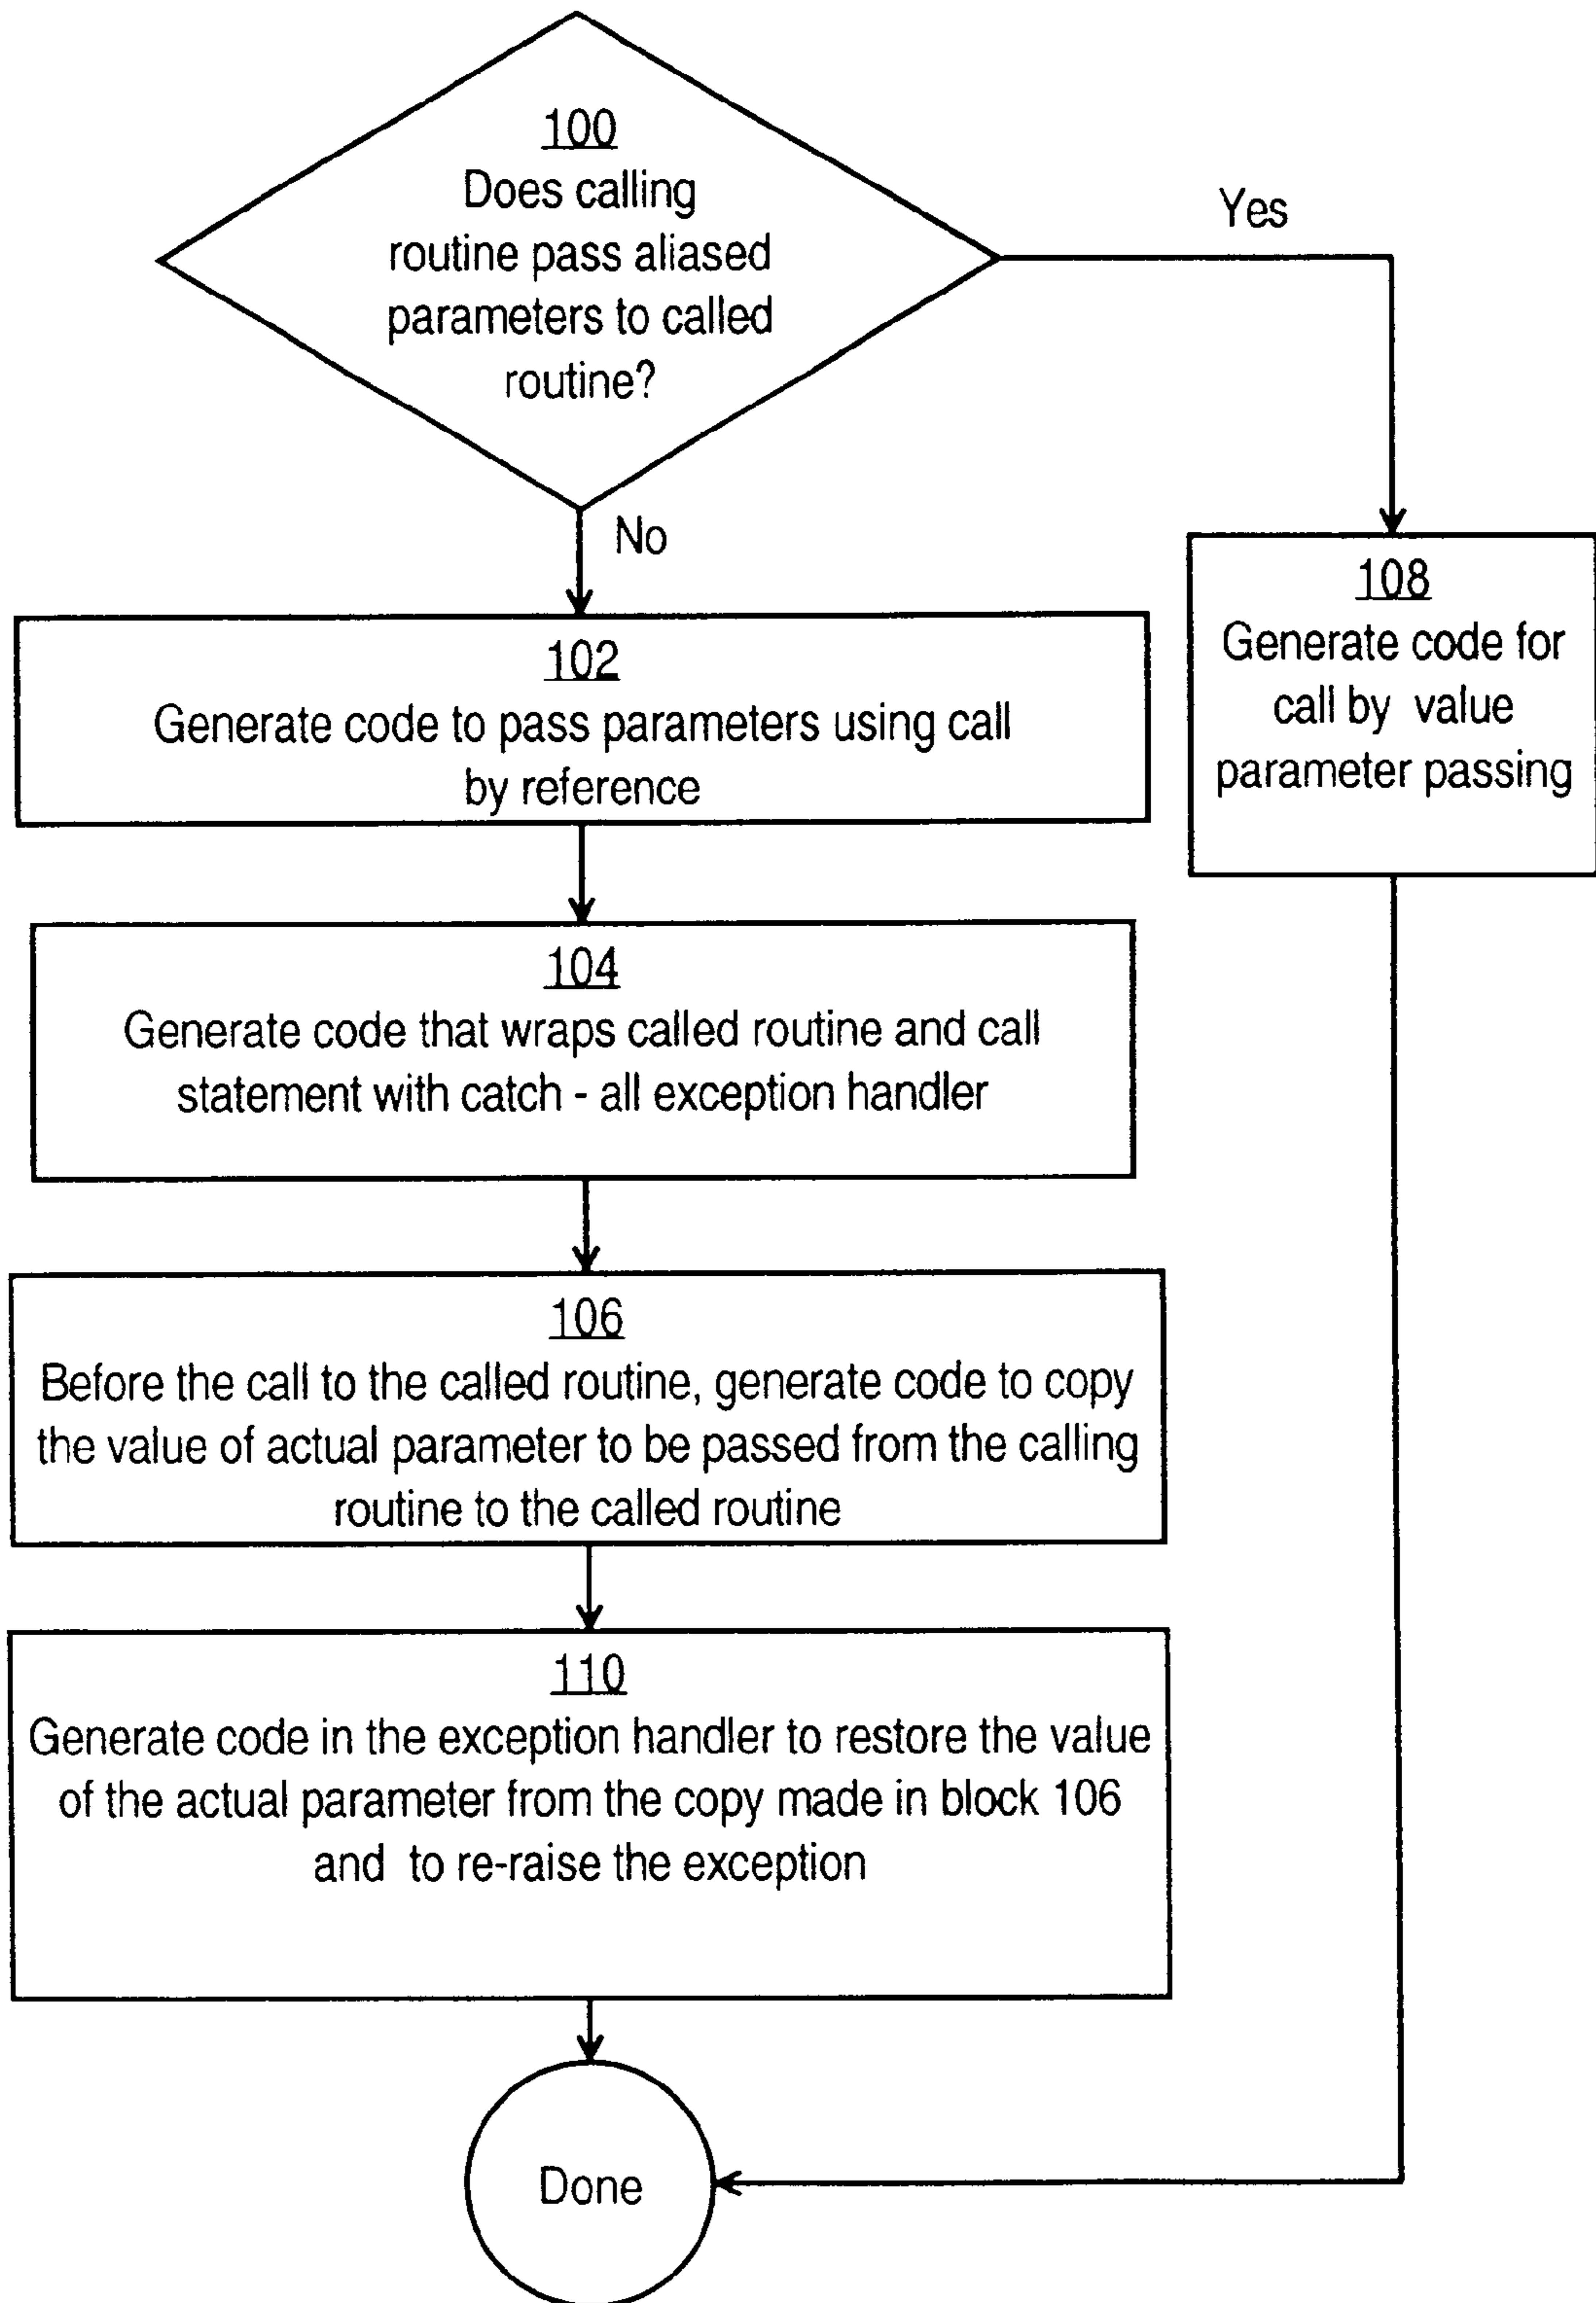 100
Does calling
routine pass aliased
parameters to called
routine?
Yes
No
102
Generate code to pass parameters using call
by reference
108
Generate code for
call by value
parameter passing
104
Generate code that wraps called routine and call
statement with catch - all exception handler
106
Before the call to the called routine, generate code to copy
the value of actual parameter to be passed from the calling
routine to the called routine
110
Generate code in the exception handler to restore the value
of the actual parameter from the copy made in block 106
and to re-raise the exception
Done